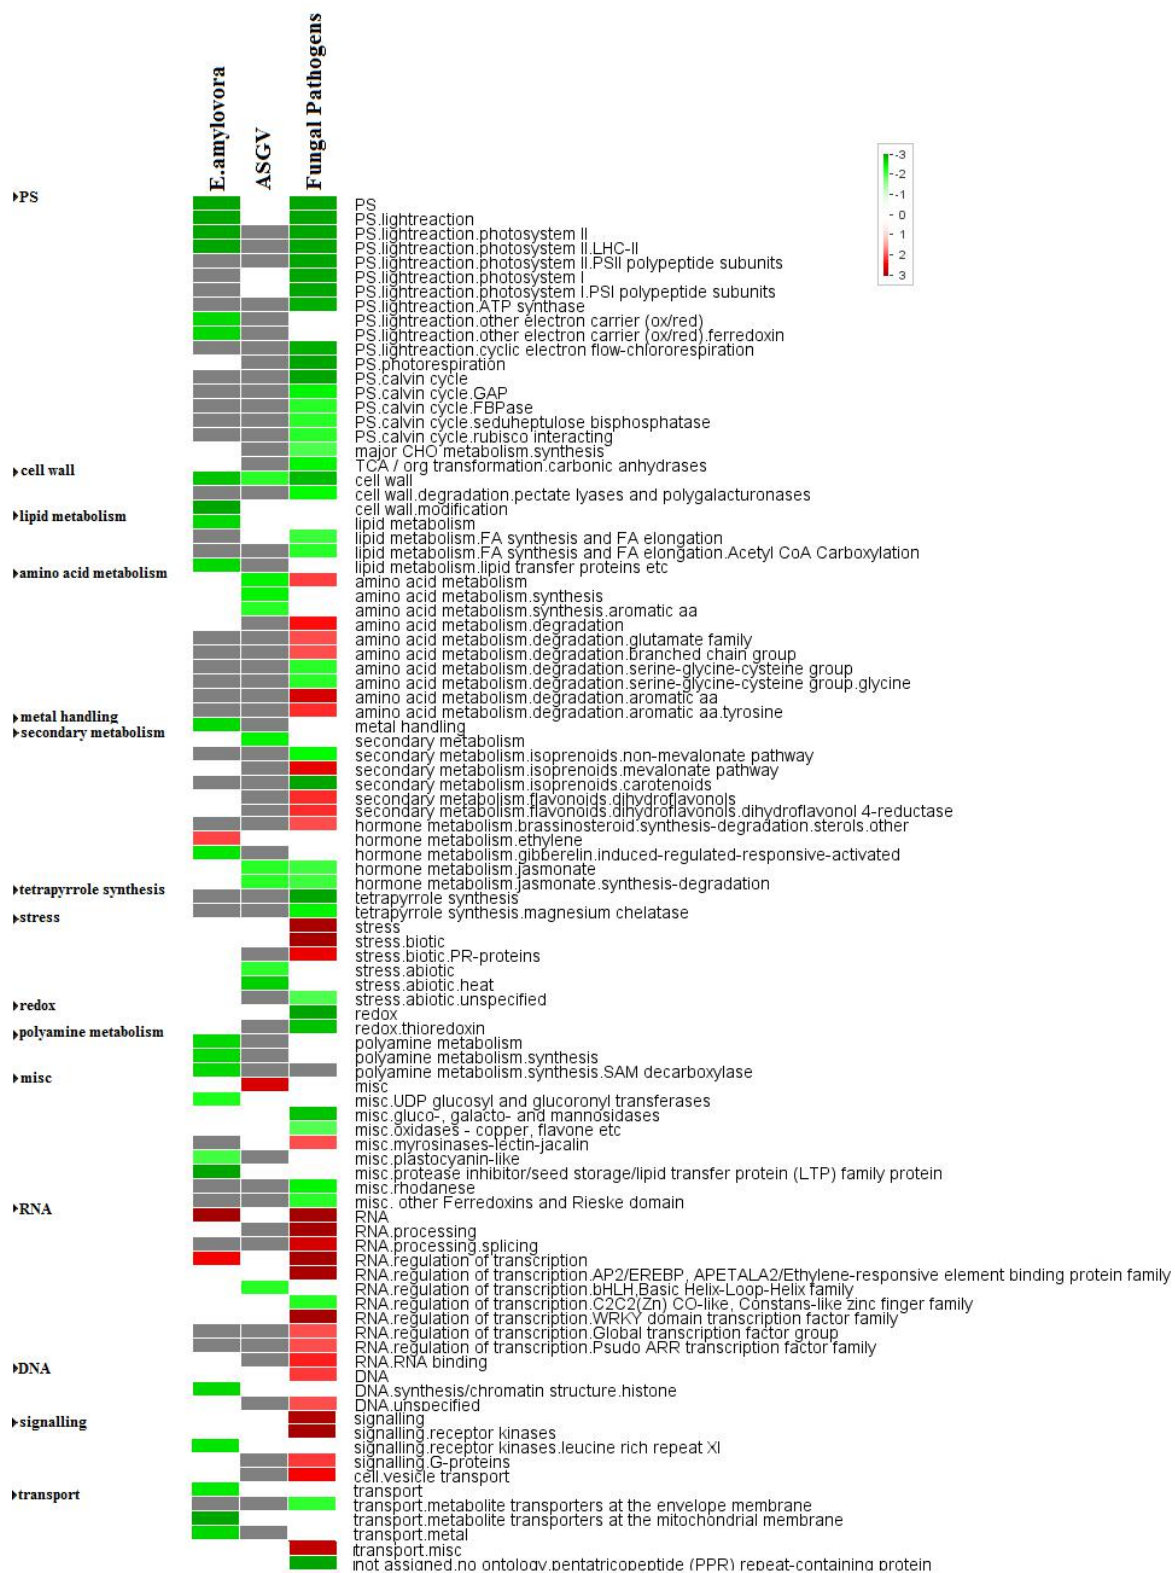 E.amylovora
ASGV
Fungal Pathogens
-3
-2
-1
0
1
2
3
PS
cell wall
lipid metabolism
amino acid metabolism
metal handling
secondary metabolism
tetrapyrrole synthesis
stress
redox
polyamine metabolism
misc
RNA
DNA
signalling
transport
PS
PS.lightreaction
PS.lightreaction.photosystem II
PS.lightreaction.photosystem II.LHC-II
PS.lightreaction.photosystem II.PSII polypeptide subunits
PS.lightreaction.photosystem I
PS.lightreaction.photosystem I.PSI polypeptide subunits
PS.lightreaction.ATP synthase
PS.lightreaction.other electron carrier (ox/red)
PS.lightreaction.other electron carrier (ox/red).ferredoxin
PS.lightreaction.cyclic electron flow-chlororespiration
PS.photorespiration
PS.calvin cycle
PS.calvin cycle.GAP
PS.calvin cycle.FBPase
PS.calvin cycle.seduheptulose bisphosphatase
PS.calvin cycle.rubisco interacting
major CHO metabolism.synthesis
TCA / org transformation.carbonic anhydrases
cell wall
cell wall.degradation.pectate lyases and polygalacturonases
cell wall.modification
lipid metabolism
lipid metabolism.FA synthesis and FA elongation
lipid metabolism.FA synthesis and FA elongation.Acetyl CoA Carboxylation
lipid metabolism.lipid transfer proteins etc
amino acid metabolism
amino acid metabolism.synthesis
amino acid metabolism.synthesis.aromatic aa
amino acid metabolism.degradation
amino acid metabolism.degradation.glutamate family
amino acid metabolism.degradation.branched chain group
amino acid metabolism.degradation.serine-glycine-cysteine group
amino acid metabolism.degradation.serine-glycine-cysteine group.glycine
amino acid metabolism.degradation.aromatic aa
amino acid metabolism.degradation.aromatic aa.tyrosine
metal handling
secondary metabolism
secondary metabolism.isoprenoids.non-mevalonate pathway
secondary metabolism.isoprenoids.mevalonate pathway
secondary metabolism.isoprenoids.carotenoids
secondary metabolism.flavonoids.dihydroflavonols
secondary metabolism.flavonoids.dihydroflavonols.dihydroflavonol 4-reductase
hormone metabolism.brassinosteroid.synthesis-degradation.sterols.other
hormone metabolism.ethylene
hormone metabolism.gibberelin.induced-regulated-responsive-activated
hormone metabolism.jasmonate
hormone metabolism.jasmonate.synthesis-degradation
tetrapyrrole synthesis
tetrapyrrole synthesis.magnesium chelatase
stress
stress.biotic
stress.biotic.PR-proteins
stress.abiotic
stress.abiotic.heat
stress.abiotic.unspecified
redox
redox.thioredoxin
polyamine metabolism
polyamine metabolism.synthesis
polyamine metabolism.synthesis.SAM decarboxylase
misc
misc.UDP glucosyl and glucoronyl transferases
misc.gluco-, galacto- and mannosidases
misc.oxidases - copper, flavone etc
misc.myrosinases-lectin-jacalin
misc.plastocyanin-like
misc.protease inhibitor/seed storage/lipid transfer protein (LTP) family protein
misc.rhodanese
misc. other Ferredoxins and Rieske domain
RNA
RNA.processing
RNA.processing.splicing
RNA.regulation of transcription
RNA.regulation of transcription.AP2/EREBP, APETALA2/Ethylene-responsive element binding protein family
RNA.regulation of transcription.bHLH,Basic Helix-Loop-Helix family
RNA.regulation of transcription.C2C2(Zn) CO-like, Constans-like zinc finger family
RNA.regulation of transcription.WRKY domain transcription factor family
RNA.regulation of transcription.Global transcription factor group
RNA.regulation of transcription.Psudo ARR transcription factor family
RNA.RNA binding
DNA
DNA.synthesis/chromatin structure.histone
DNA.unspecified
signalling
signalling.receptor kinases
signalling.receptor kinases.leucine rich repeat XI
signalling.G-proteins
cell.vesicle transport
transport
transport.metabolite transporters at the envelope membrane
transport.metabolite transporters at the mitochondrial membrane
transport.metal
transport.misc
not assigned.no ontology.pentatricopeptide (PPR) repeat-containing protein